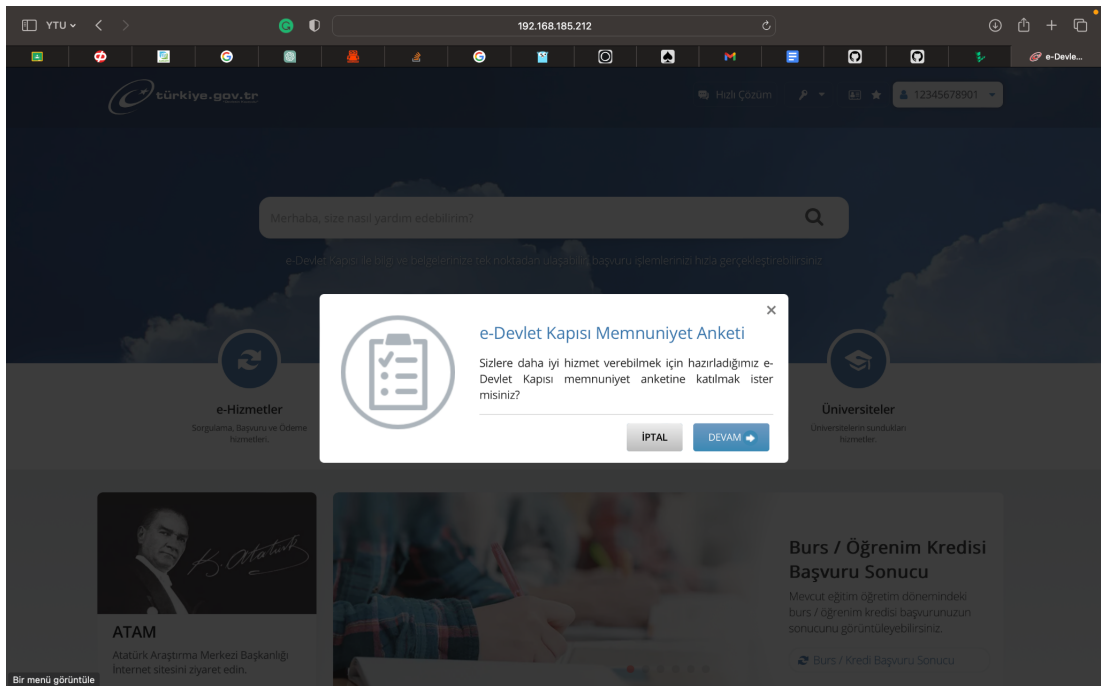 YTU
192.168.185.212
e-Devle...
türkiye.gov.tr
Hızlı Çözüm
12345678901
Merhaba, size nasıl yardım edebilirim?
e-Devlet Kapısı ile bilgi ve belgelerinize tek noktadan ulaşabilir, başvuru işlemlerinizi hızla gerçekleştirebilirsiniz.
e-Devlet Kapısı Memnuniyet Anketi
Sizlere daha iyi hizmet verebilmek için hazırladığımız e-
Devlet Kapısı memnuniyet anketine katılmak ister
misiniz?
İPTAL
DEVAM
e-Hizmetler
Sorgulama, Başvuru ve Ödeme
hizmetleri.
Üniversiteler
Üniversitelerin sundukları
hizmetler.
K. Atatürk
ATAM
Atatürk Araştırma Merkezi Başkanlığı
İnternet sitesini ziyaret edin.
Burs / Öğrenim Kredisi
Başvuru Sonucu
Mevcut eğitim öğretim dönemindeki
burs / öğrenim kredisi başvurunuzun
sonucunu görüntüleyebilirsiniz.
Burs / Kredi Başvuru Sonucu
Bir menü görüntüle